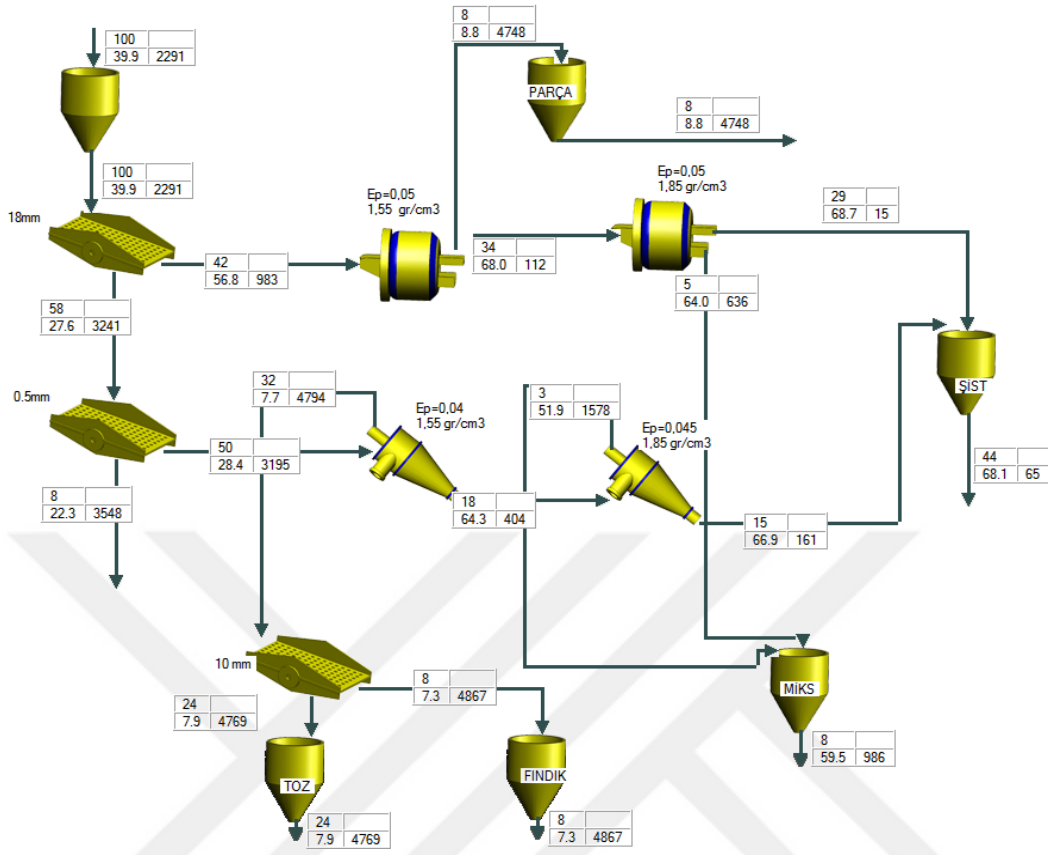 100
39.9 2291
8
8.8 4748
PARÇA
8
8.8 4748
100
39.9 2291
18mm
Ep=0,05
1,55 gr/cm3
Ep=0,05
1,85 gr/cm3
29
68.7 15
42
56.8 983
34
68.0 112
5
64.0 636
58
27.6 3241
ŞİST
0.5mm
32
7.7 4794
Ep=0,04
1,55 gr/cm3
3
51.9 1578
Ep=0,045
1,85 gr/cm3
50
28.4 3195
44
68.1 65
8
22.3 3548
18
64.3 404
15
66.9 161
10 mm
8
7.3 4867
MİKS
24
7.9 4769
8
59.5 986
TOZ
FINDIK
24
7.9 4769
8
7.3 4867